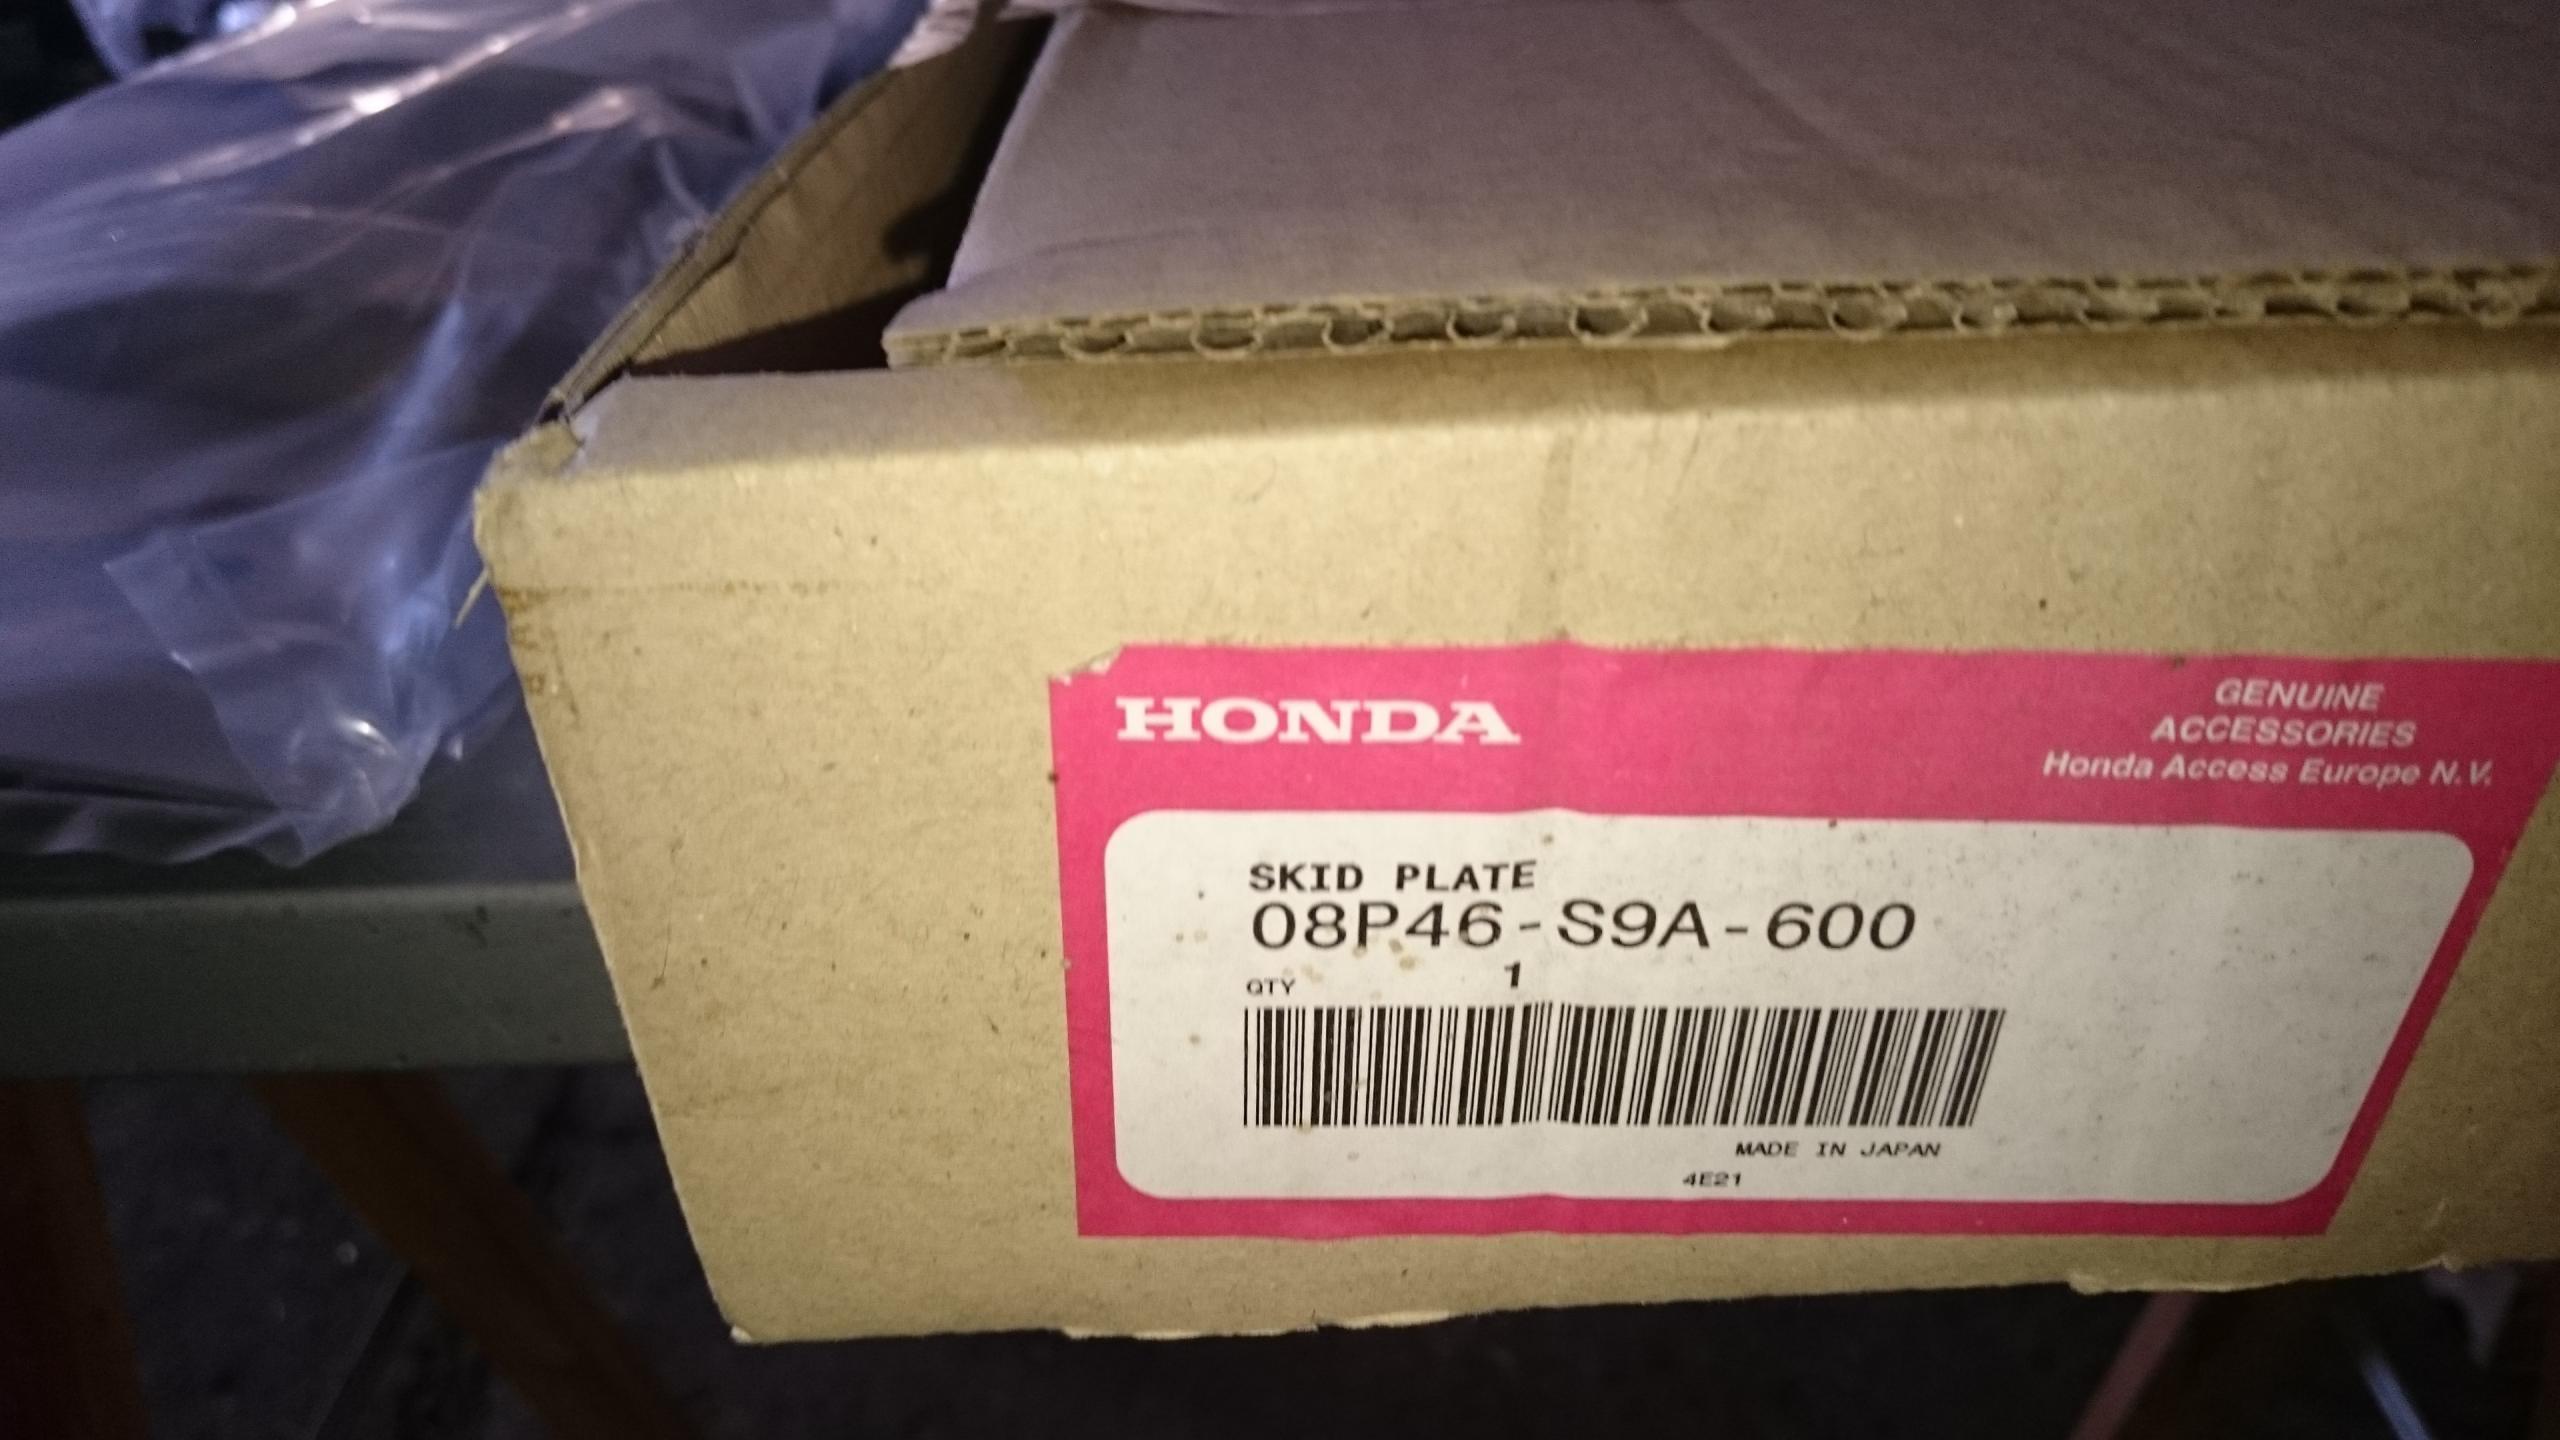 HONDA
GENUINE
ACCESSORIES
Honda Access Europe N.V.
SKID PLATE
08P46-S9A-600
QTY 1
MADE IN JAPAN
4E21